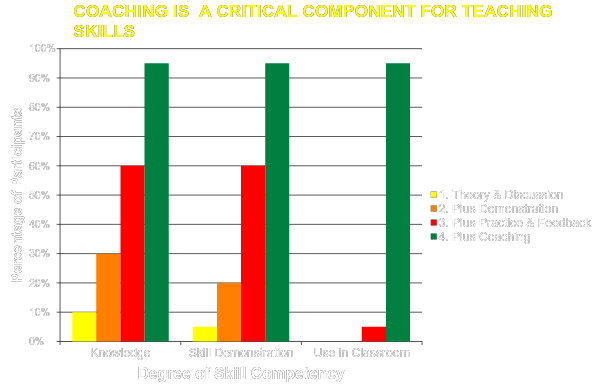 COACHING IS A CRITICAL COMPONENT FOR TEACHING
SKILLS
100%
90%
80%
70%
60%
50%
40%
30%
20%
10%
0%
Percentage of Participants
Knowledge
Skill Demonstration
Use in Classroom
Degree of Skill Competency
1. Theory & Discussion
2. Plus Demonstration
3. Plus Practice & Feedback
4. Plus Coaching